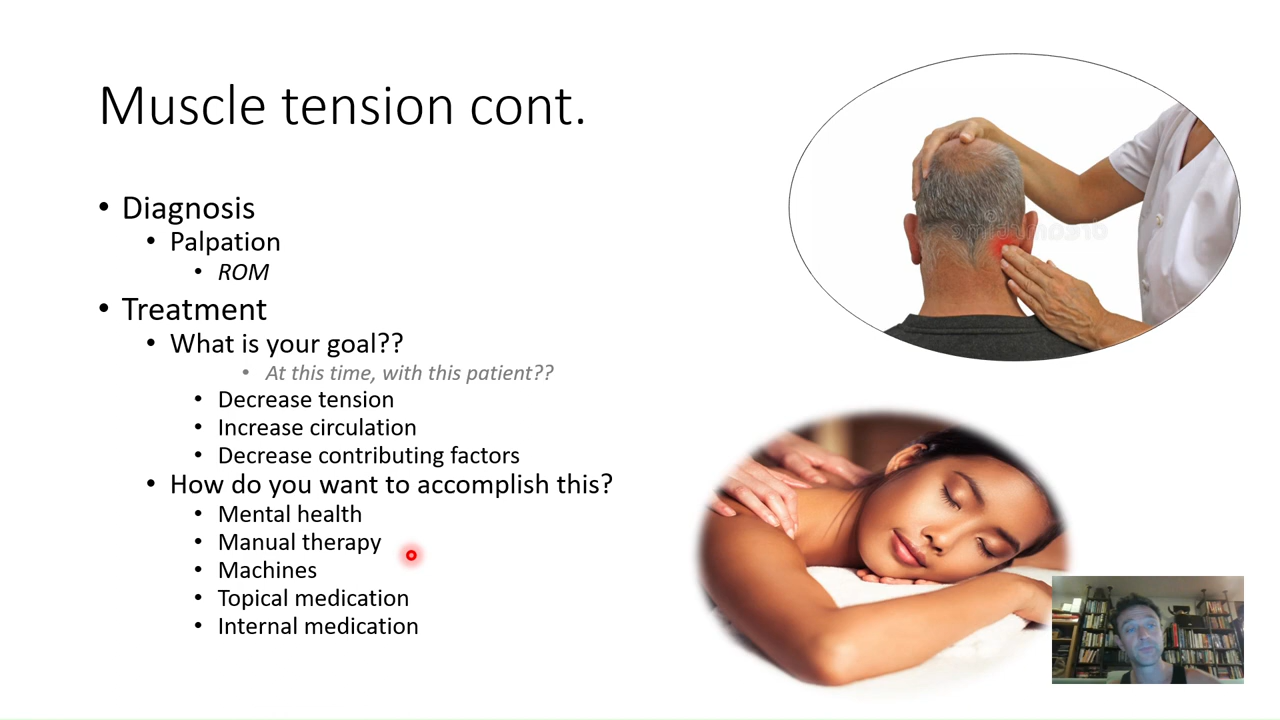 Muscle tension cont.
• Diagnosis
• Palpation
• ROM
• Treatment
• What is your goal??
• At this time, with this patient??
• Decrease tension
• Increase circulation
• Decrease contributing factors
• How do you want to accomplish this?
• Mental health
• Manual therapy
• Machines
• Topical medication
• Internal medication